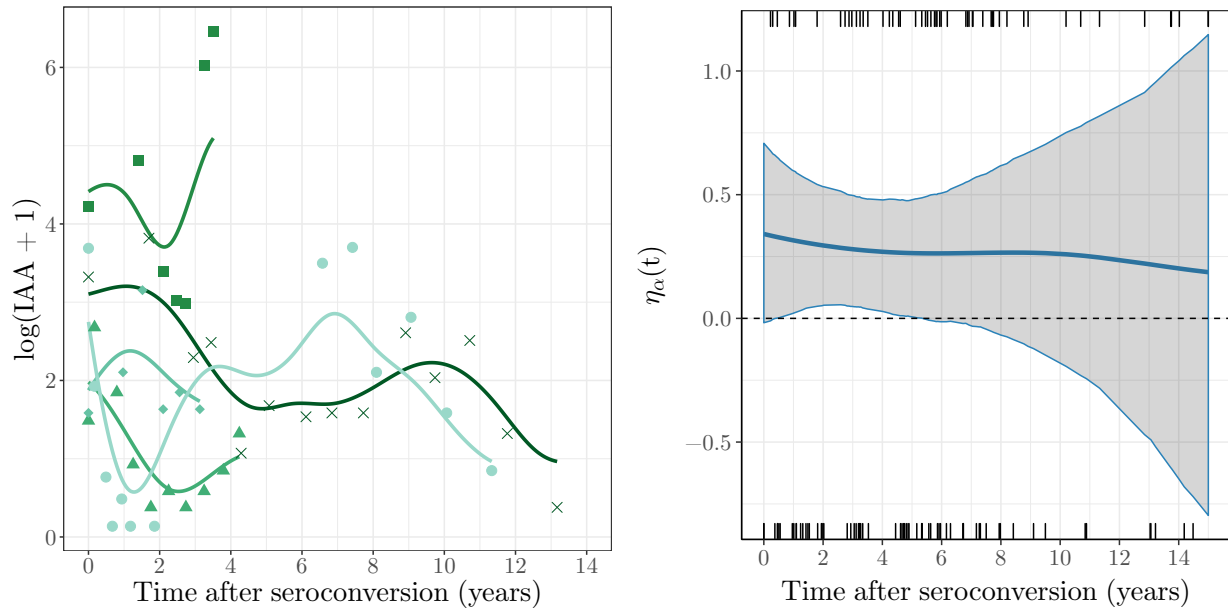 log(IAA + 1)
6
4
2
0
0 2 4 6 8 10 12 14
Time after seroconversion (years)
ηα(t)
1.0
0.5
0.0
−0.5
0 2 4 6 8 10 12 14
Time after seroconversion (years)